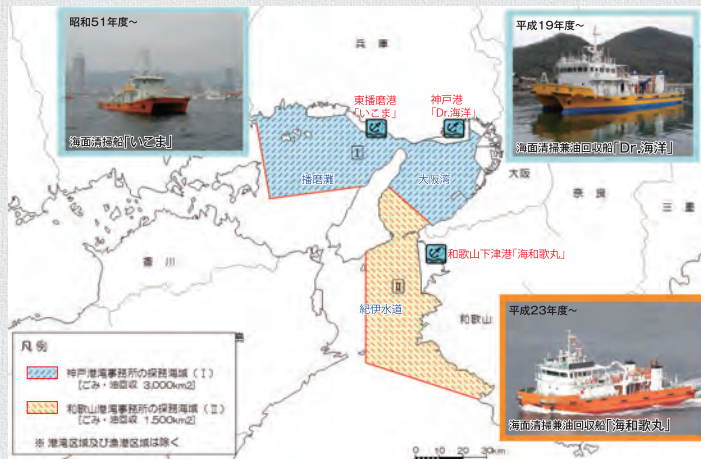 昭和51年度～
海面清掃船「いこま」
兵庫
東播磨港
「いこま」
神戸港
「Dr.海洋」
平成19年度～
海面清掃兼油回収船「Dr.海洋」
Ⅰ
播磨灘
大阪湾
大阪
奈良
三重
和歌山下津港「海和歌丸」
香川
Ⅱ
紀伊水道
和歌山
島
平成23年度～
海面清掃兼油回収船「海和歌丸」
凡例
神戸港湾事務所の担務海域（Ⅰ）
［ごみ・油回収 3,000km2］
和歌山港湾事務所の担務海域（Ⅱ）
［ごみ・油回収 1,500km2］
※ 港湾区域及び漁港区域は除く
0 10 20 30km